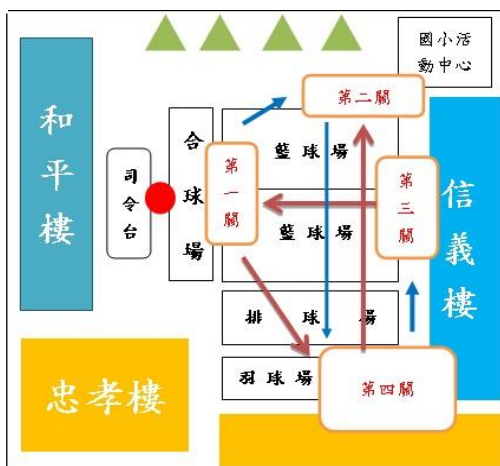 國小活
動中心
第二關
和平樓
合球場
籃球場
司令台
第一關
第三關
信義樓
籃球場
排球場
羽球場
第四關
忠孝樓